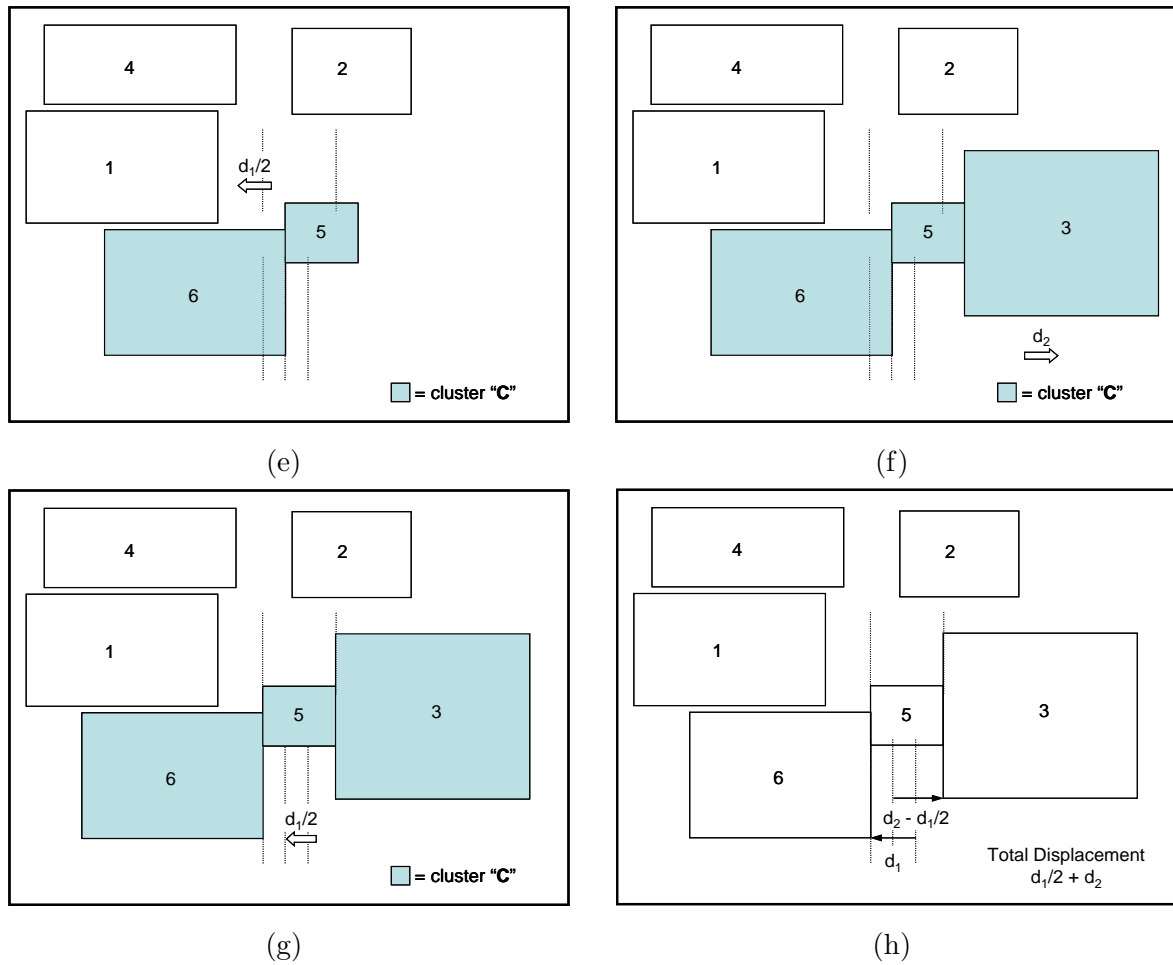 4
2
1
d1/2
5
6
= cluster “C”
(e)
4
2
1
5
3
6
d2
= cluster “C”
(f)
4
2
1
5
3
6
d1/2
= cluster “C”
(g)
4
2
1
5
3
6
d2 - d1/2
d1
Total Displacement
d1/2 + d2
(h)